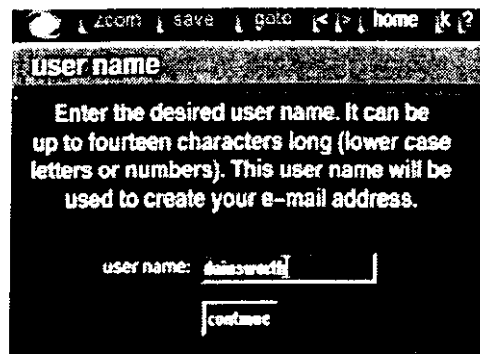 zoom save goto < > home k ?
user name
Enter the desired user name. It can be
up to fourteen characters long (lower case
letters or numbers). This user name will be
used to create your e-mail address.
user name: dainsworth
continue